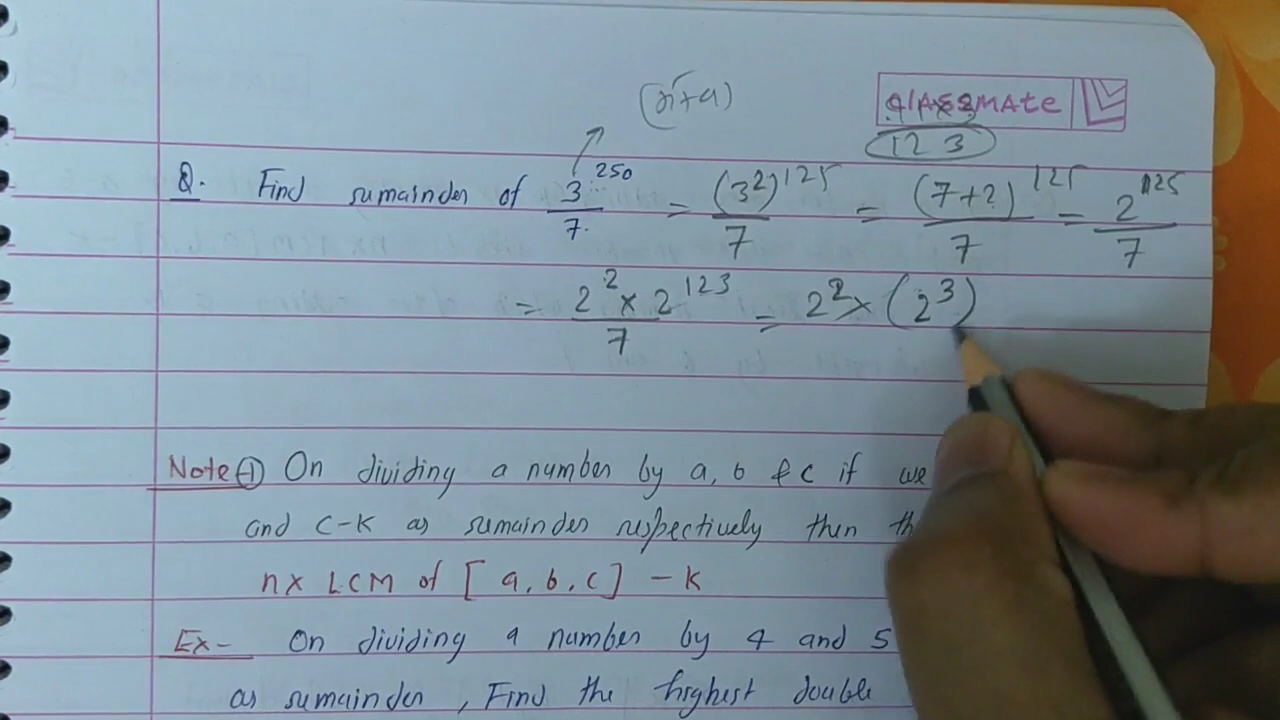 (x+a)
CLASSMATE
123
Q. Find remainder of 3^250/7 = (3^2)^125/7 = (7+2)^125/7 = 2^125/7
= 2^2 × 2^123/7 = 2^2 × (2^3)
Note ① On dividing a number by a, b & c if we
and c-k as remainder respectively then th
n x LCM of [a, b, c] - k
Ex- On dividing a number by 4 and 5
as remainder, Find the highest double